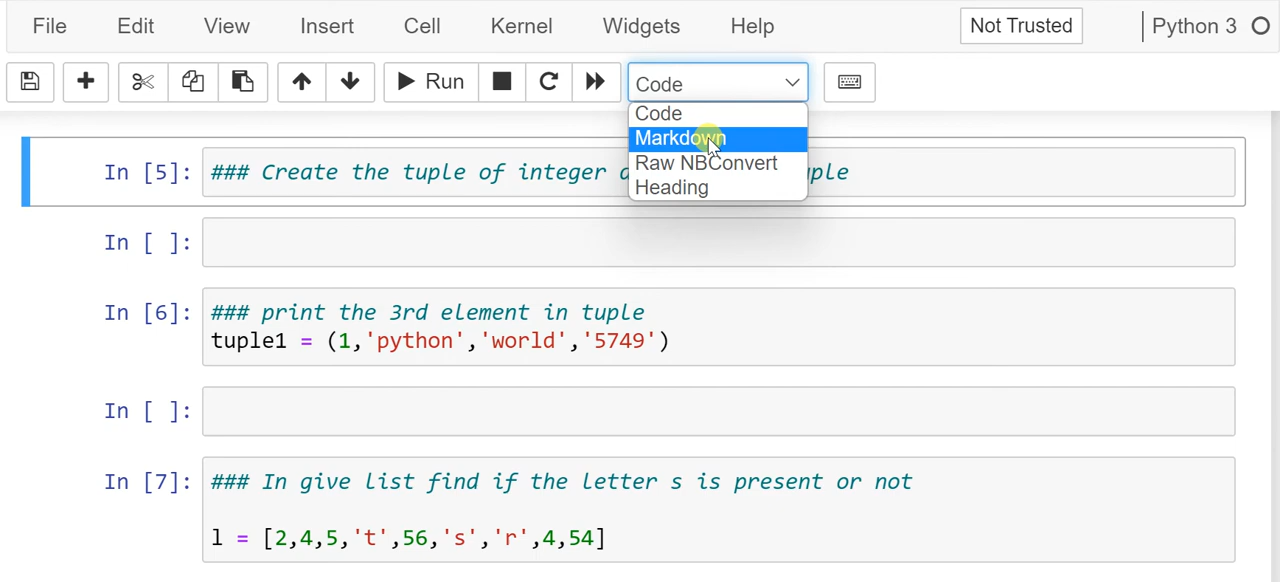 File Edit View Insert Cell Kernel Widgets Help Not Trusted Python 3
Run Code
Code
Markdown
Raw NBConvert
Heading
In [5]: ### Create the tuple of integer a ple
In [ ]:
In [6]: ### print the 3rd element in tuple
tuple1 = (1,'python','world','5749')
In [ ]:
In [7]: ### In give list find if the letter s is present or not
l = [2,4,5,'t',56,'s','r',4,54]